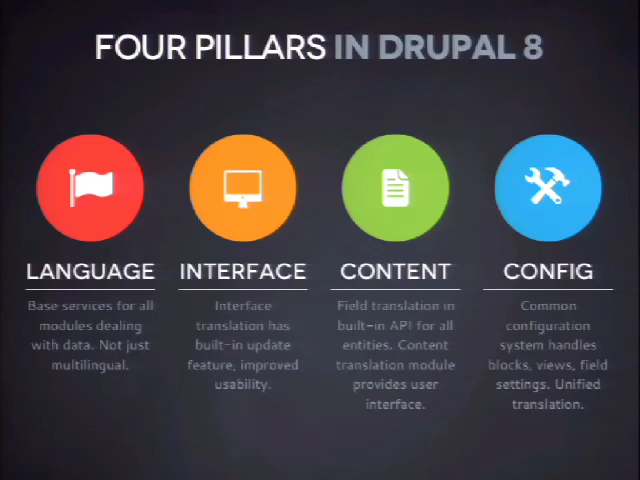 FOUR PILLARS IN DRUPAL 8
LANGUAGE
Base services for all
modules dealing
with data. Not just
multilingual.
INTERFACE
Interface
translation has
built-in update
feature, improved
usability.
CONTENT
Field translation in
built-in API for all
entities. Content
translation module
provides user
interface.
CONFIG
Common
configuration
system handles
blocks, views, field
settings. Unified
translation.